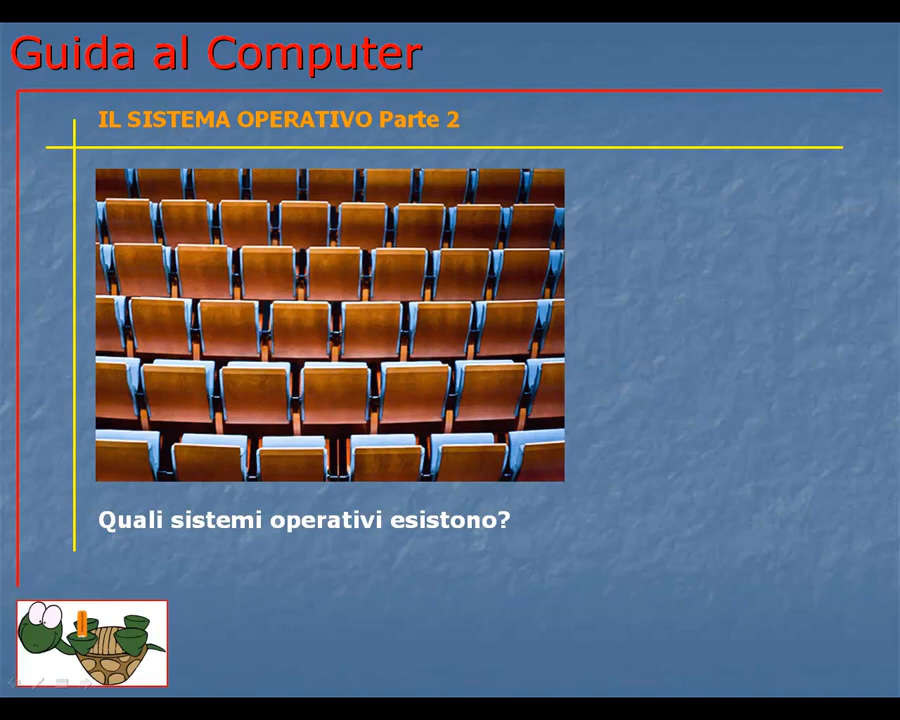 Guida al Computer
IL SISTEMA OPERATIVO Parte 2
Quali sistemi operativi esistono?